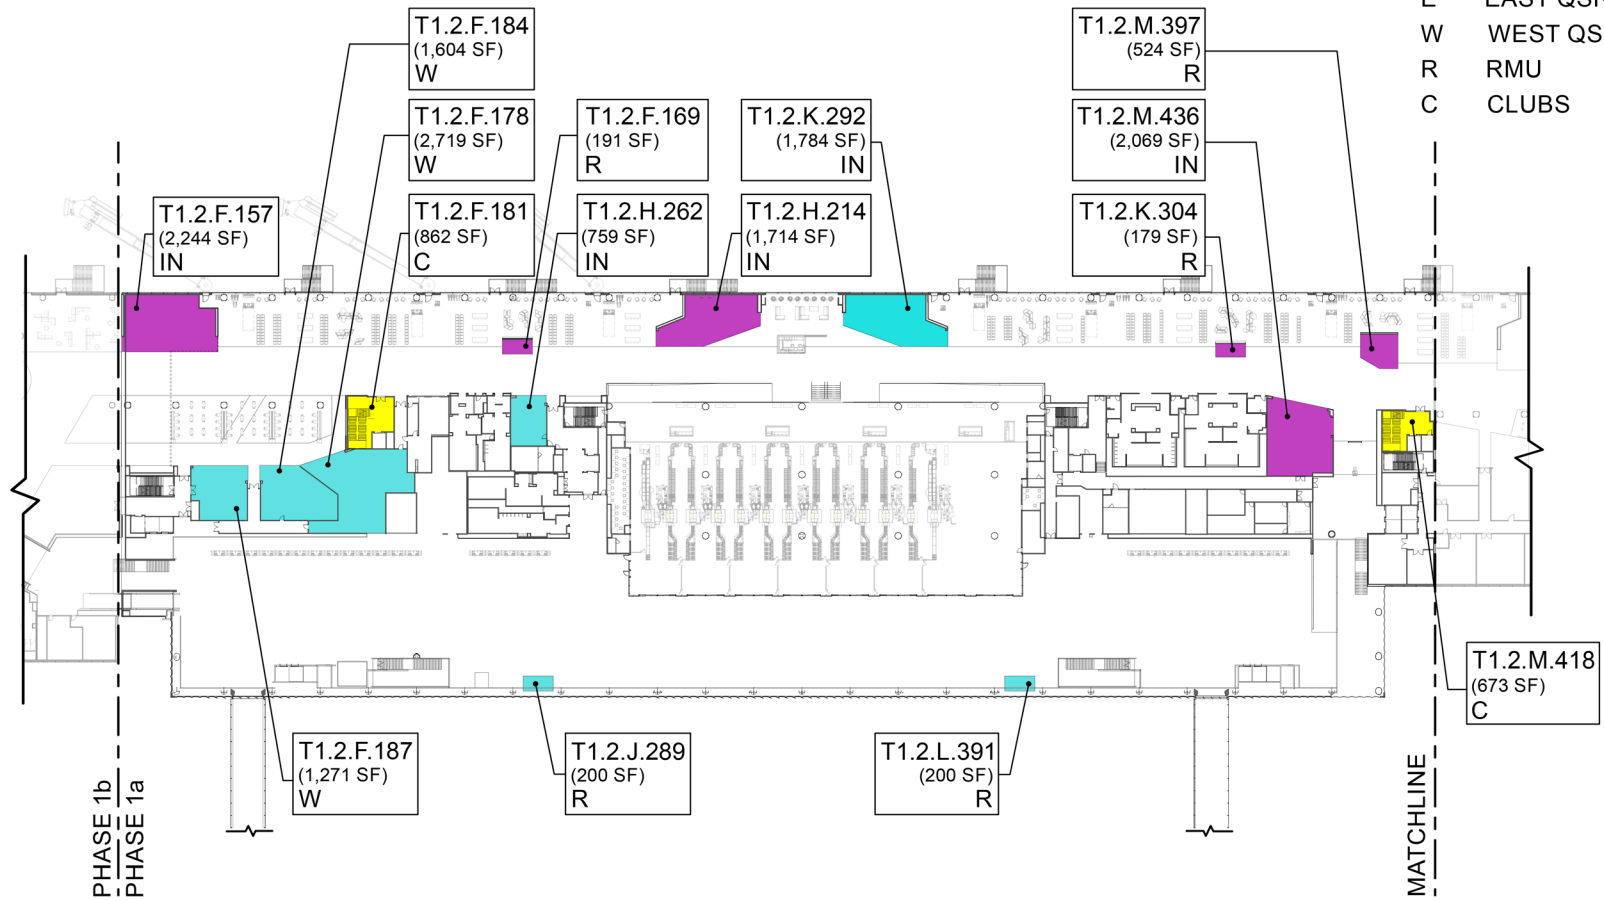 E EAST QSR
W WEST QS
R RMU
C CLUBS
T1.2.F.184
(1,604 SF)
W
T1.2.M.397
(524 SF)
R
T1.2.F.178
(2,719 SF)
W
T1.2.F.169
(191 SF)
R
T1.2.K.292
(1,784 SF)
IN
T1.2.M.436
(2,069 SF)
IN
T1.2.F.157
(2,244 SF)
IN
T1.2.F.181
(862 SF)
C
T1.2.H.262
(759 SF)
IN
T1.2.H.214
(1,714 SF)
IN
T1.2.K.304
(179 SF)
R
T1.2.M.418
(673 SF)
C
T1.2.F.187
(1,271 SF)
W
T1.2.J.289
(200 SF)
R
T1.2.L.391
(200 SF)
R
PHASE 1b
PHASE 1a
MATCHLINE